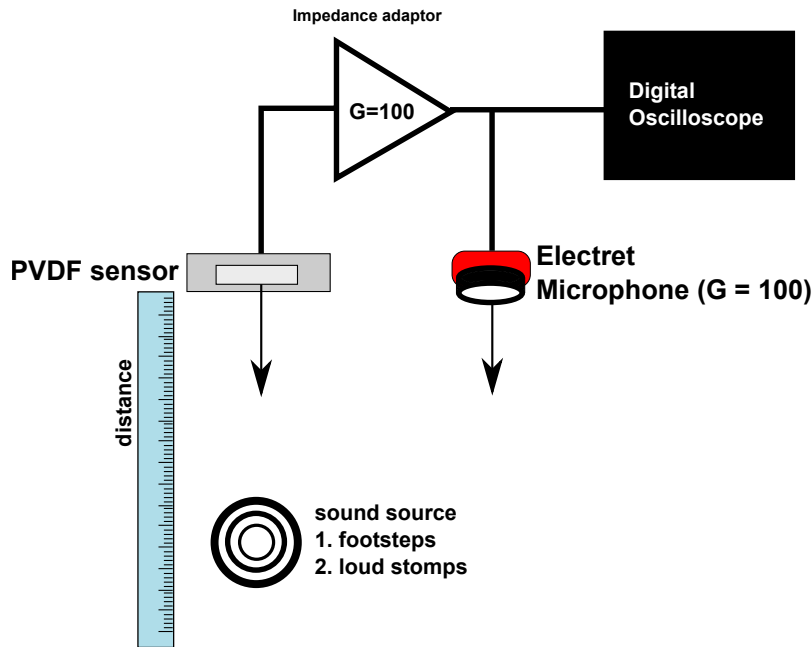 Impedance adaptor
G=100
Digital
Oscilloscope
PVDF sensor
Electret
Microphone (G = 100)
distance
sound source
1. footsteps
2. loud stomps